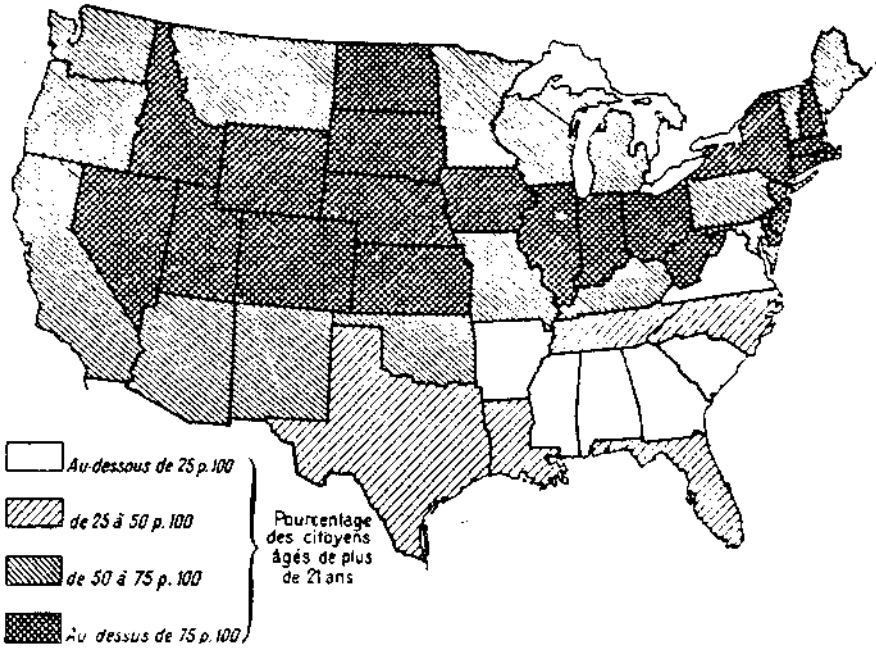 Au-dessous de 25 p.100
de 25 à 50 p.100
de 50 à 75 p.100
Au dessus de 75 p.100
Pourcentage
des citoyens
âgés de plus
de 21 ans